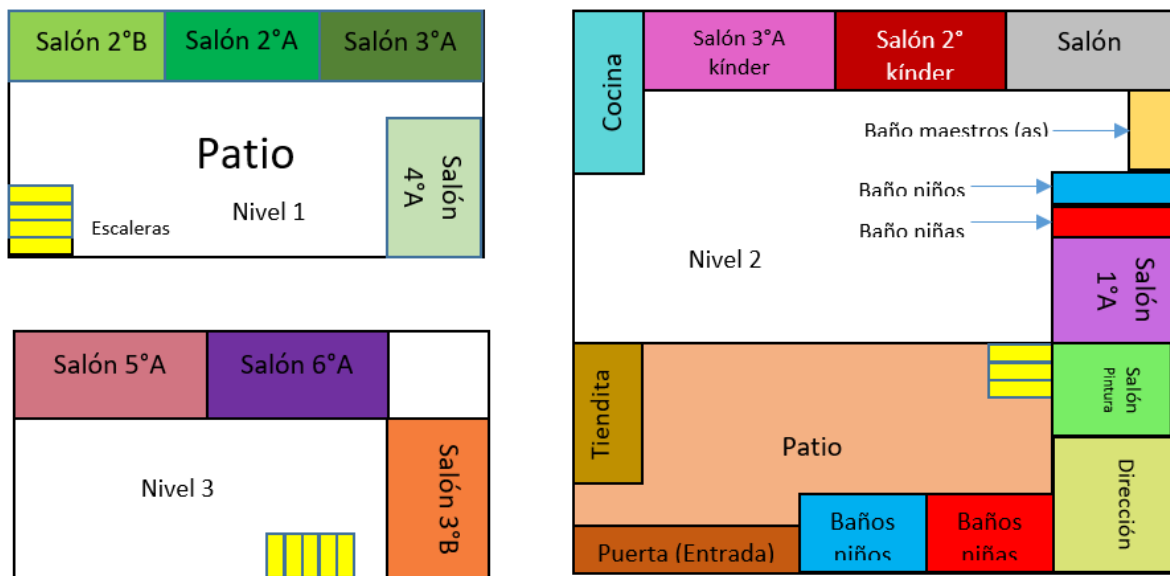 Salón 2°B
Salón 2°A
Salón 3°A
Patio
Nivel 1
Escaleras
Salón
4°A
Salón 5°A
Salón 6°A
Nivel 3
Salón 3°B
Cocina
Salón 3°A
kínder
Salón 2°
kínder
Salón
Baño maestros (as)
Baño niños
Baño niñas
Nivel 2
Salón
1°A
Tiendita
Patio
Salón
Pintura
Dirección
Puerta (Entrada)
Baños
niños
Baños
niñas